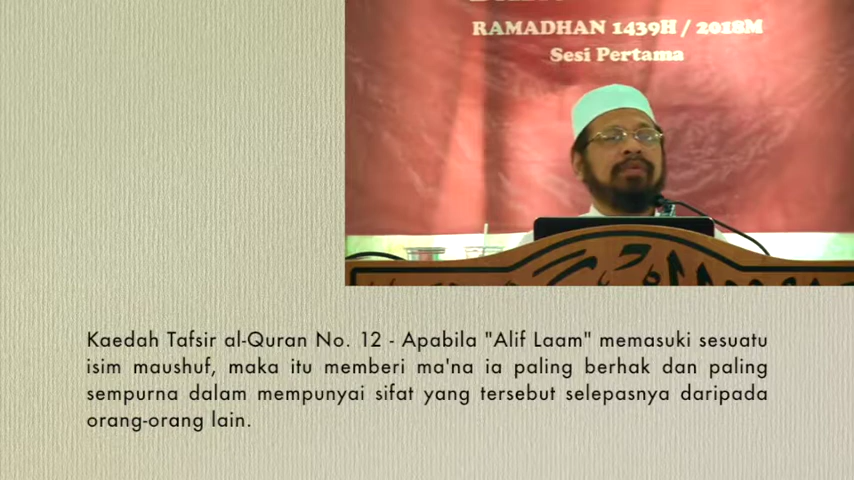 RAMADHAN 1439H / 2018M
Sesi Pertama
Kaedah Tafsir al-Quran No. 12 - Apabila "Alif Laam" memasuki sesuatu
isim maushuf, maka itu memberi ma'na ia paling berhak dan paling
sempurna dalam mempunyai sifat yang tersebut selepasnya daripada
orang-orang lain.